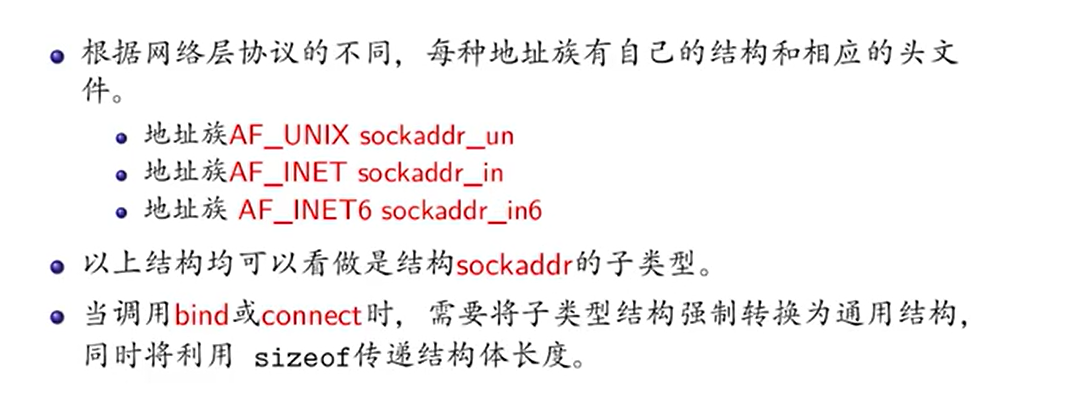 根据网络层协议的不同，每种地址族有自己的结构和相应的头文
件。
地址族AF_UNIX sockaddr_un
地址族AF_INET sockaddr_in
地址族 AF_INET6 sockaddr_in6
以上结构均可以看做是结构sockaddr的子类型。
当调用bind或connect时，需要将子类型结构强制转换为通用结构，
同时将利用 sizeof传递结构体长度。